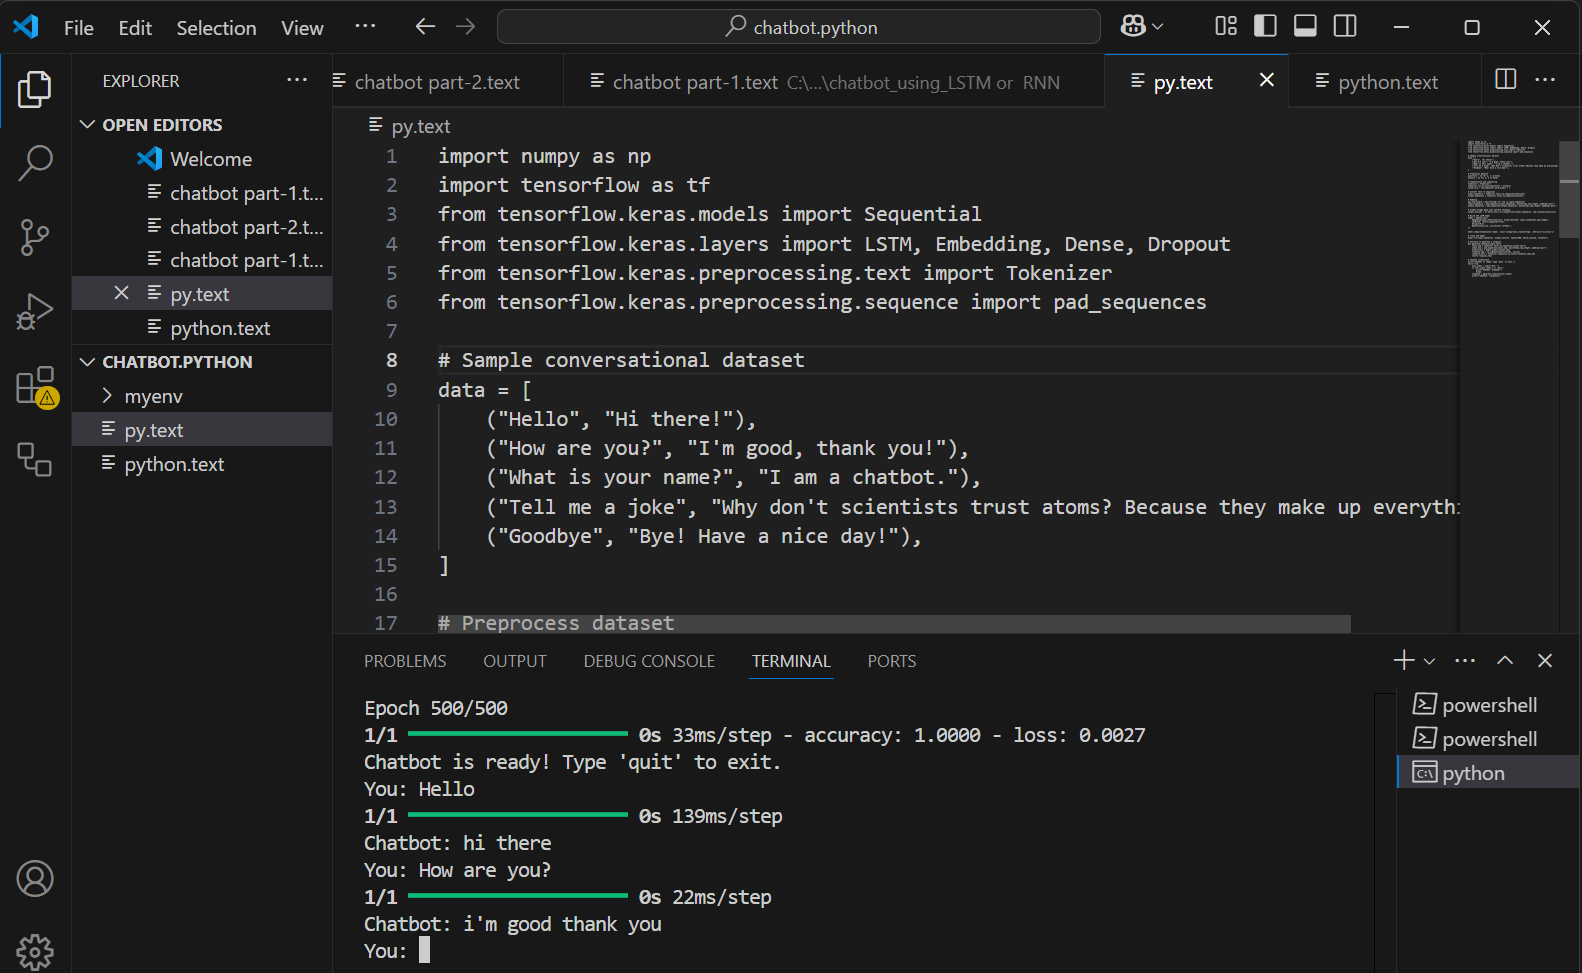 File Edit Selection View ··· chatbot.python
EXPLORER ···
OPEN EDITORS
Welcome
chatbot part-1.t...
chatbot part-2.t...
chatbot part-1.t...
py.text
python.text
CHATBOT.PYTHON
myenv
py.text
python.text
chatbot part-2.text chatbot part-1.text C:\...\chatbot_using_LSTM or RNN py.text python.text ···
py.text
1 import numpy as np
2 import tensorflow as tf
3 from tensorflow.keras.models import Sequential
4 from tensorflow.keras.layers import LSTM, Embedding, Dense, Dropout
5 from tensorflow.keras.preprocessing.text import Tokenizer
6 from tensorflow.keras.preprocessing.sequence import pad_sequences
7
8 # Sample conversational dataset
9 data = [
10 ("Hello", "Hi there!"),
11 ("How are you?", "I'm good, thank you!"),
12 ("What is your name?", "I am a chatbot."),
13 ("Tell me a joke", "Why don't scientists trust atoms? Because they make up everythi
14 ("Goodbye", "Bye! Have a nice day!"),
15 ]
16
17 # Preprocess dataset
PROBLEMS OUTPUT DEBUG CONSOLE TERMINAL PORTS ···
Epoch 500/500
1/1 0s 33ms/step - accuracy: 1.0000 - loss: 0.0027
Chatbot is ready! Type 'quit' to exit.
You: Hello
1/1 0s 139ms/step
Chatbot: hi there
You: How are you?
1/1 0s 22ms/step
Chatbot: i'm good thank you
You:
powershell
powershell
python